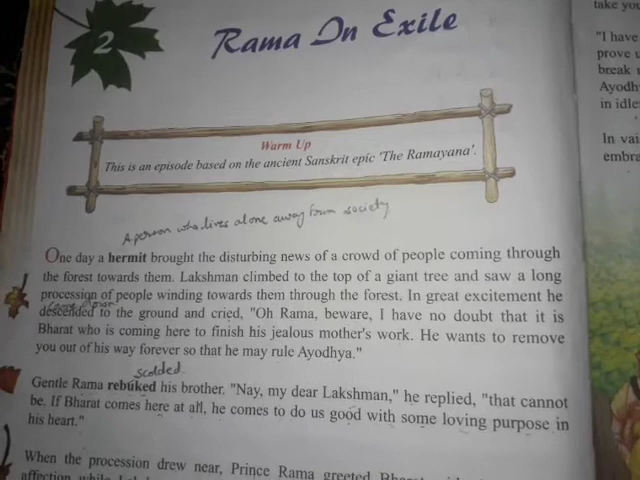 2
Rama In Exile
Warm Up
This is an episode based on the ancient Sanskrit epic 'The Ramayana'.
A person who lives alone away from society
One day a hermit brought the disturbing news of a crowd of people coming through
the forest towards them. Lakshman climbed to the top of a giant tree and saw a long
procession of people winding towards them through the forest. In great excitement he
came down
descended to the ground and cried, "Oh Rama, beware, I have no doubt that it is
Bharat who is coming here to finish his jealous mother's work. He wants to remove
you out of his way forever so that he may rule Ayodhya."
scolded
Gentle Rama rebuked his brother. "Nay, my dear Lakshman," he replied, "that cannot
be. If Bharat comes here at all, he comes to do us good with some loving purpose in
his heart."
When the procession drew near, Prince Rama greeted
affection while
take you
"I have
prove u
break
Ayodhy
in idle
In vai
embra